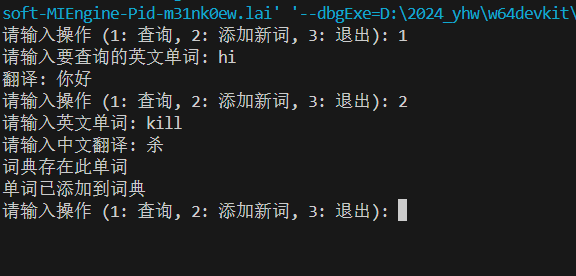 soft-MIEngine-Pid-m31nk0ew.lai' '--dbgExe=D:\2024_yhw\w64devkit\
请输入操作 (1: 查询, 2: 添加新词, 3: 退出): 1
请输入要查询的英文单词: hi
翻译: 你好
请输入操作 (1: 查询, 2: 添加新词, 3: 退出): 2
请输入英文单词: kill
请输入中文翻译: 杀
词典存在此单词
单词已添加到词典
请输入操作 (1: 查询, 2: 添加新词, 3: 退出):